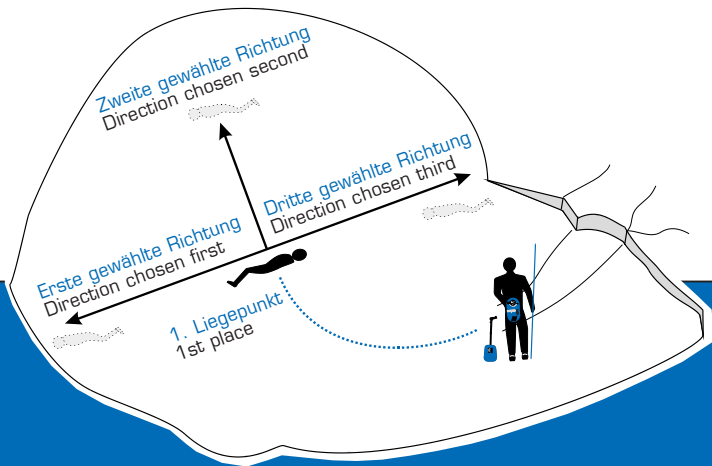 Zweite gewählte Richtung
Direction chosen second
Dritte gewählte Richtung
Direction chosen third
Erste gewählte Richtung
Direction chosen first
1. Liegepunkt
1st place